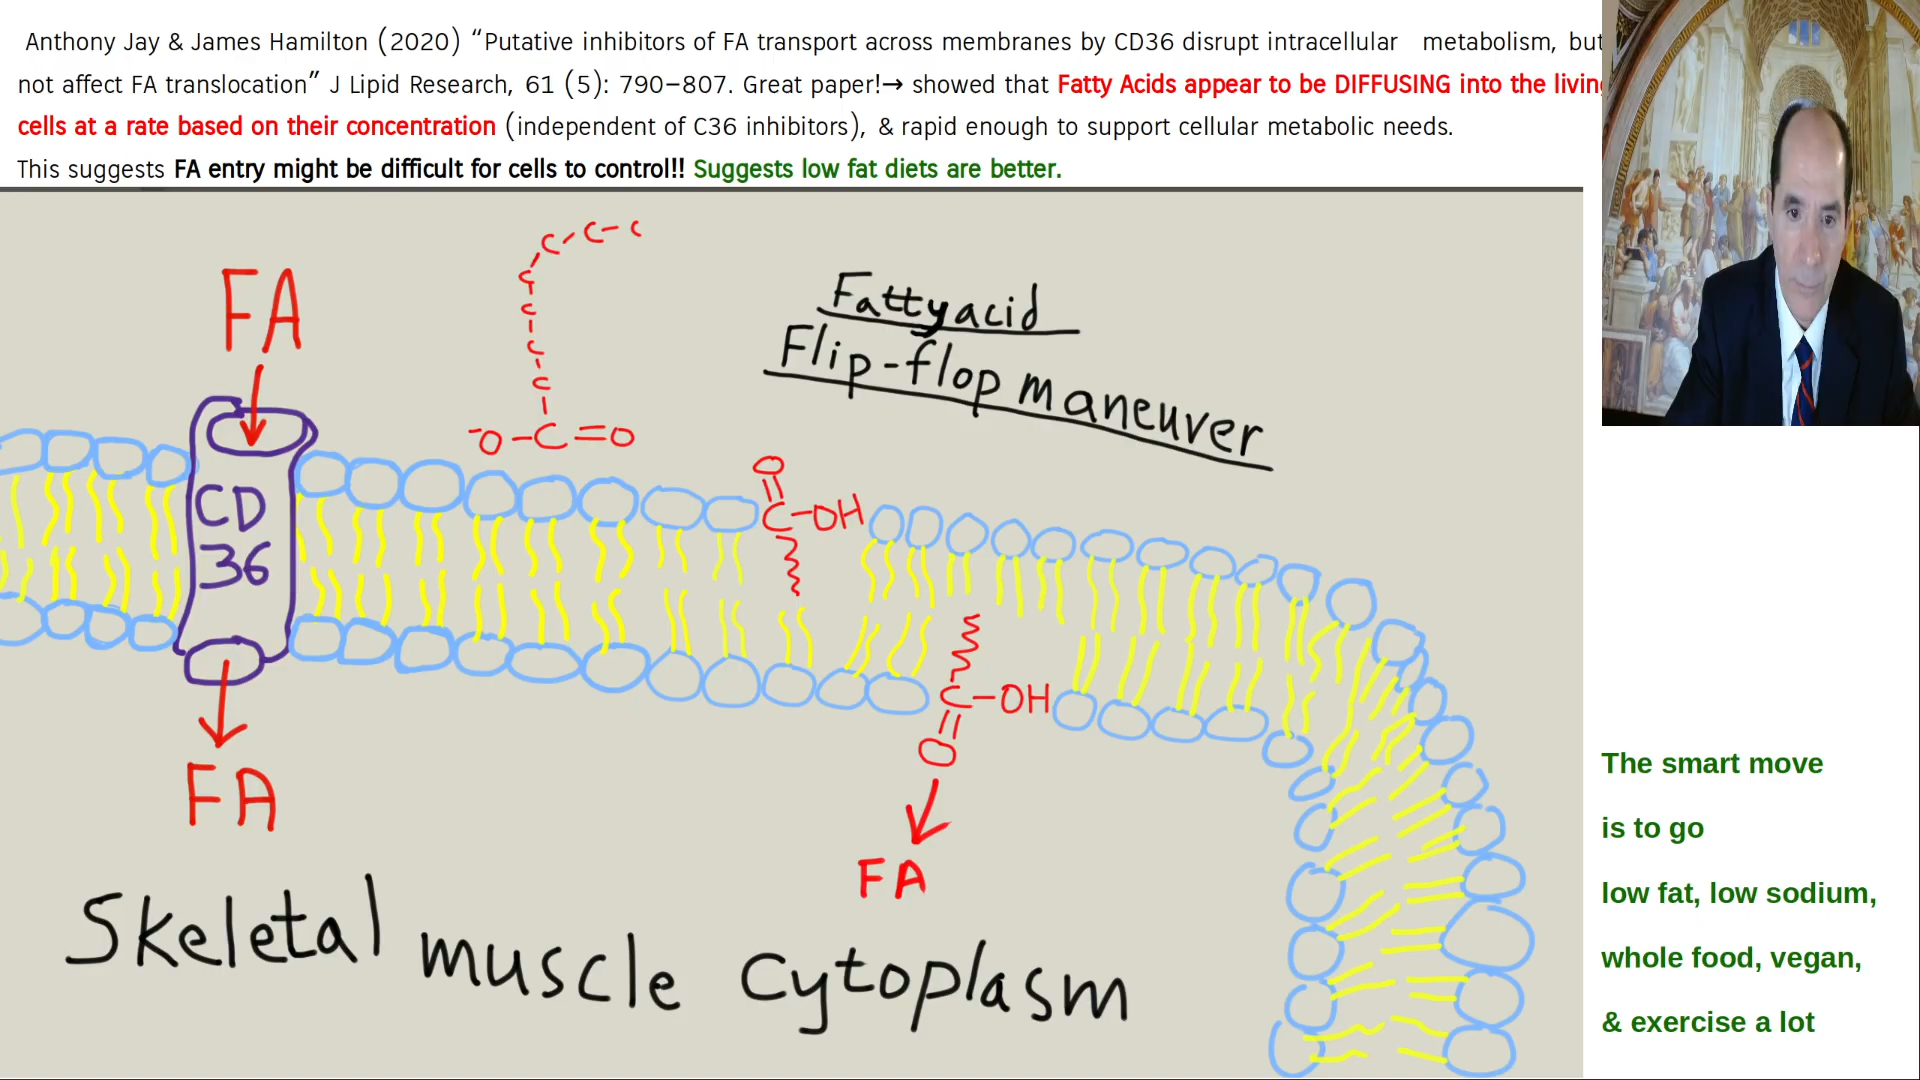 Anthony Jay & James Hamilton (2020) “Putative inhibitors of FA transport across membranes by CD36 disrupt intracellular metabolism, but
not affect FA translocation” J Lipid Research, 61 (5): 790–807. Great paper!→ showed that Fatty Acids appear to be DIFFUSING into the living
cells at a rate based on their concentration (independent of C36 inhibitors), & rapid enough to support cellular metabolic needs.
This suggests FA entry might be difficult for cells to control!! Suggests low fat diets are better.
C-C-C
C
C
C
C
⁻O-C=O
FA
Fatty acid
Flip-flop maneuver
CD
36
O
C-OH
C-OH
O
FA
FA
Skeletal muscle cytoplasm
The smart move
is to go
low fat, low sodium,
whole food, vegan,
& exercise a lot